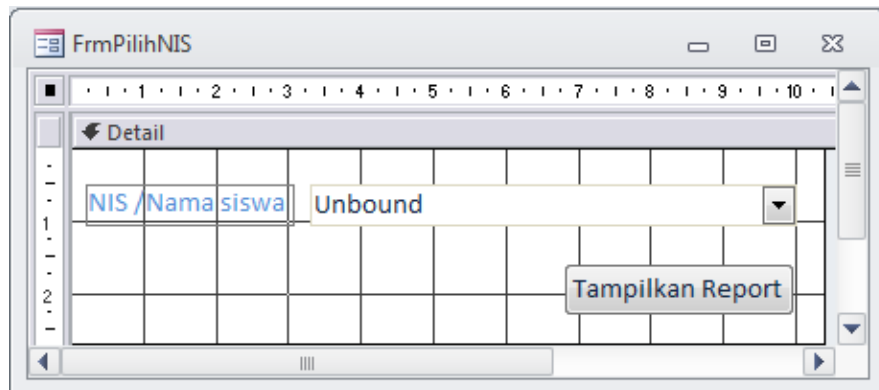 FrmPilihNIS
1 2 3 4 5 6 7 8 9 10
Detail
NIS /Nama siswa Unbound
1
Tampilkan Report
2